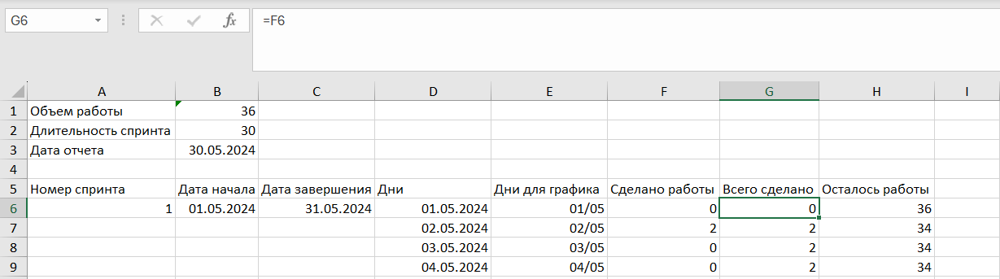 G6 fx =F6
A B C D E F G H I
1 Объем работы 36
2 Длительность спринта 30
3 Дата отчета 30.05.2024
4
5 Номер спринта Дата начала Дата завершения Дни Дни для графика Сделано работы Всего сделано Осталось работы
6 1 01.05.2024 31.05.2024 01.05.2024 01/05 0 0 36
7 02.05.2024 02/05 2 2 34
8 03.05.2024 03/05 0 2 34
9 04.05.2024 04/05 0 2 34